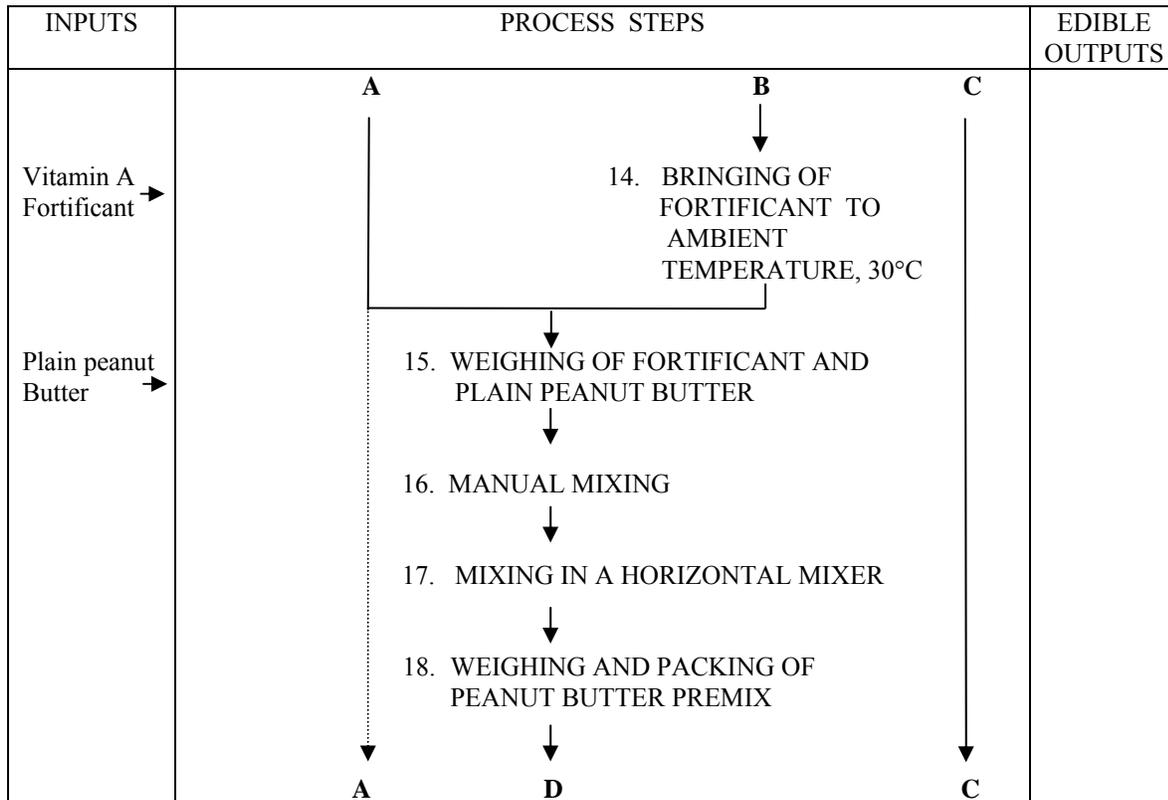 INPUTS
PROCESS STEPS
EDIBLE
OUTPUTS
A B C
Vitamin A
Fortificant
14. BRINGING OF
FORTIFICANT TO
AMBIENT
TEMPERATURE, 30°C
Plain peanut
Butter
15. WEIGHING OF FORTIFICANT AND
PLAIN PEANUT BUTTER
16. MANUAL MIXING
17. MIXING IN A HORIZONTAL MIXER
18. WEIGHING AND PACKING OF
PEANUT BUTTER PREMIX
A D C